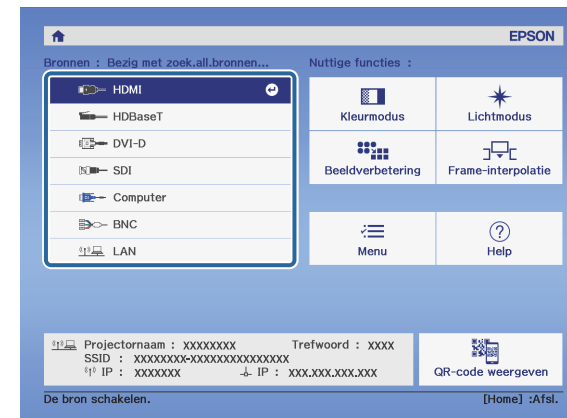 EPSON
Bronnen : Bezig met zoek.all.bronnen...
Nuttige functies :
HDMI
HDBaseT
DVI-D
SDI
Computer
BNC
LAN
Kleurmodus
Lichtmodus
Beeldverbetering
Frame-interpolatie
Menu
Help
Projectornaam : XXXXXXXX Trefwoord : XXXX
SSID : XXXXXXXX-XXXXXXXXXXXXXX
IP : XXXXXXX IP : XXX.XXX.XXX.XXX
QR-code weergeven
De bron schakelen. [Home] :Afsl.